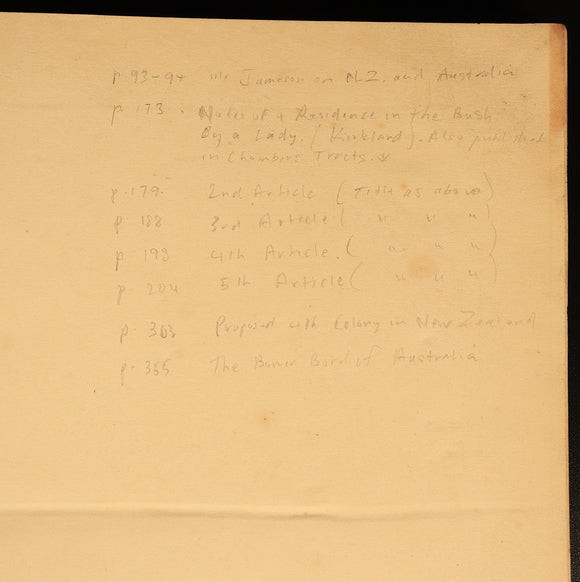 p 93-94 Mr Jameson on N.Z. and Australia
p 173. Notes of a Residence in the Bush
By a Lady. (Kirkland). Also published
in Chambers Tracts.
p. 179. 2nd Article (Title as above)
p 188 3rd Article ( " " " )
p 198 4th Article. ( " " " )
p 204 5th Article ( " " " )
p. 303 Proposed 4th Colony in New Zealand
p. 355 The Bower Bird of Australia